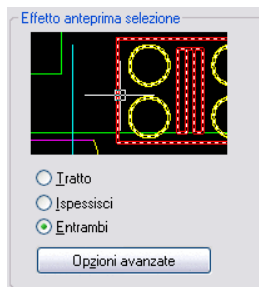 Effetto anteprima selezione
Tratto
Ispessisci
Entrambi
Opzioni avanzate